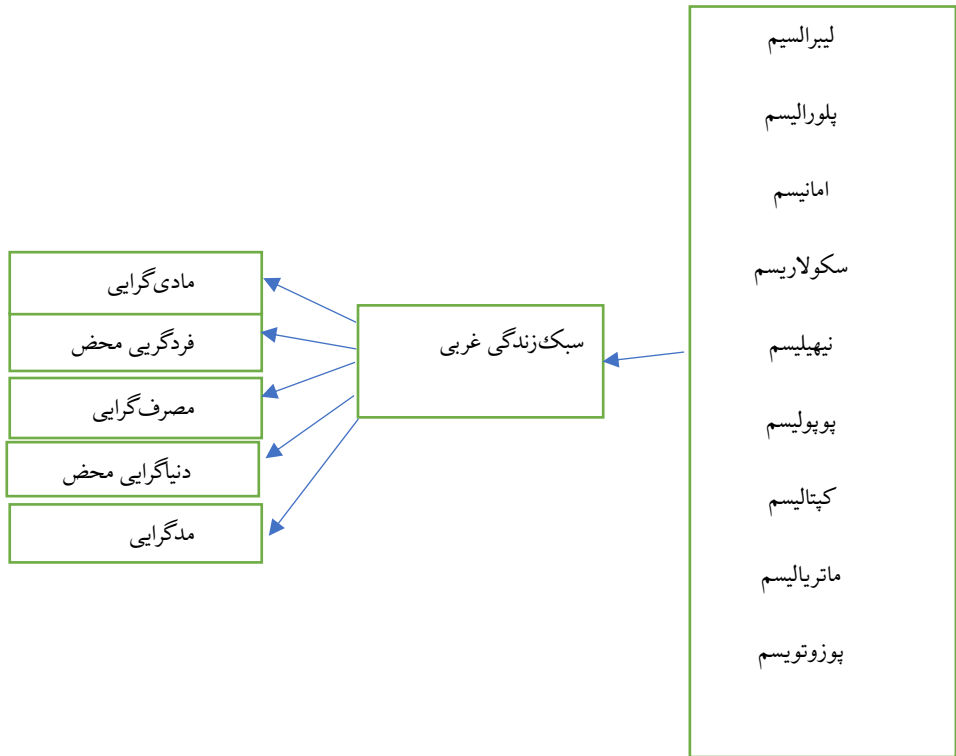 لیبرالسیم
پلورالیسم
امانیسم
سکولاریسم
نیهیلیسم
پوپولیسم
کپتالیسم
ماتریالیسم
پوزوتویسم
سبک‌زندگی غربی
مادی‌گرایی
فردگریی محض
مصرف‌گرایی
دنیاگرایی محض
مدگرایی